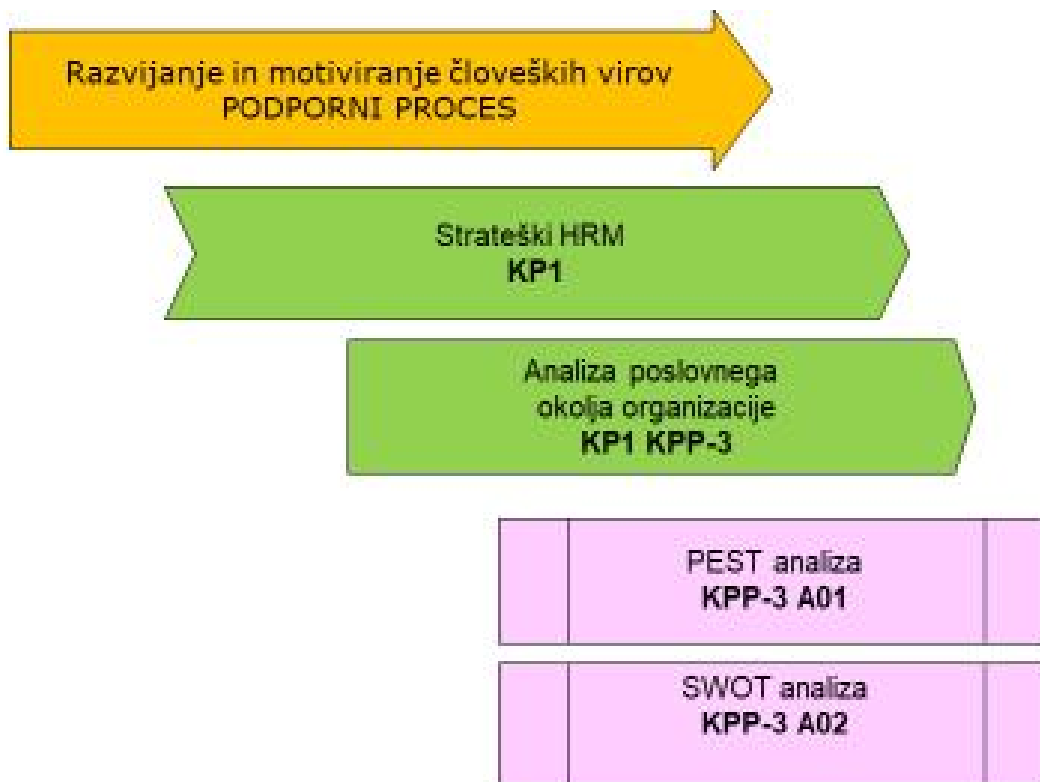 Razvijanje in motiviranje človeških virov
PODPORNI PROCES
Strateški HRM
KP1
Analiza poslovnega
okolja organizacije
KP1 KPP-3
PEST analiza
KPP-3 A01
SWOT analiza
KPP-3 A02